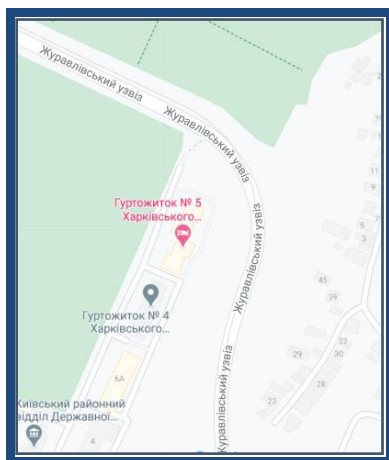 Журавлівський узвіз
Журавлівський узвіз
Гуртожиток № 5
Харківського...
Журавлівський узвіз
Гуртожиток № 4
Харківського...
6А
Київський районний
відділ Державної...
4
Журавлівський узвіз
11
5
3
45
39
32
30
29
28
23